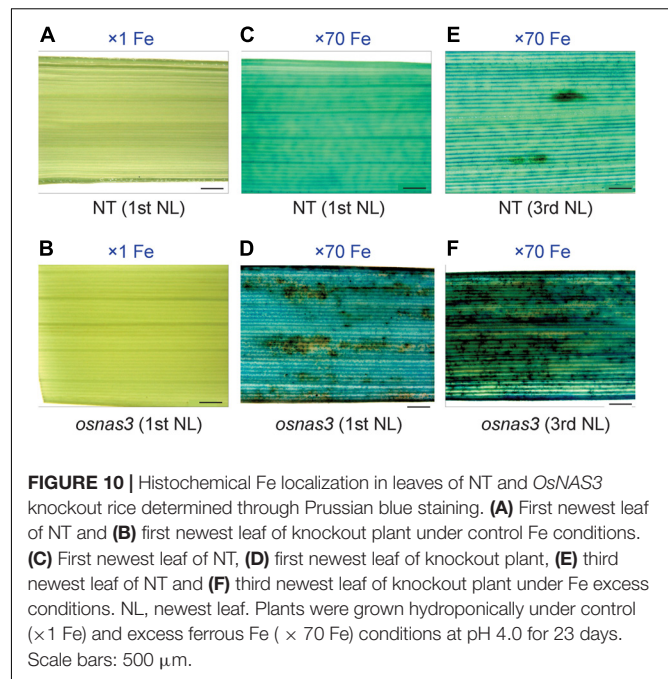 A ×1 Fe C ×70 Fe E ×70 Fe
NT (1st NL) NT (1st NL) NT (3rd NL)
B ×1 Fe D ×70 Fe F ×70 Fe
osnas3 (1st NL) osnas3 (1st NL) osnas3 (3rd NL)
FIGURE 10 | Histochemical Fe localization in leaves of NT and OsNAS3
knockout rice determined through Prussian blue staining. (A) First newest leaf
of NT and (B) first newest leaf of knockout plant under control Fe conditions.
(C) First newest leaf of NT, (D) first newest leaf of knockout plant, (E) third
newest leaf of NT and (F) third newest leaf of knockout plant under Fe excess
conditions. NL, newest leaf. Plants were grown hydroponically under control
(×1 Fe) and excess ferrous Fe ( × 70 Fe) conditions at pH 4.0 for 23 days.
Scale bars: 500 μm.